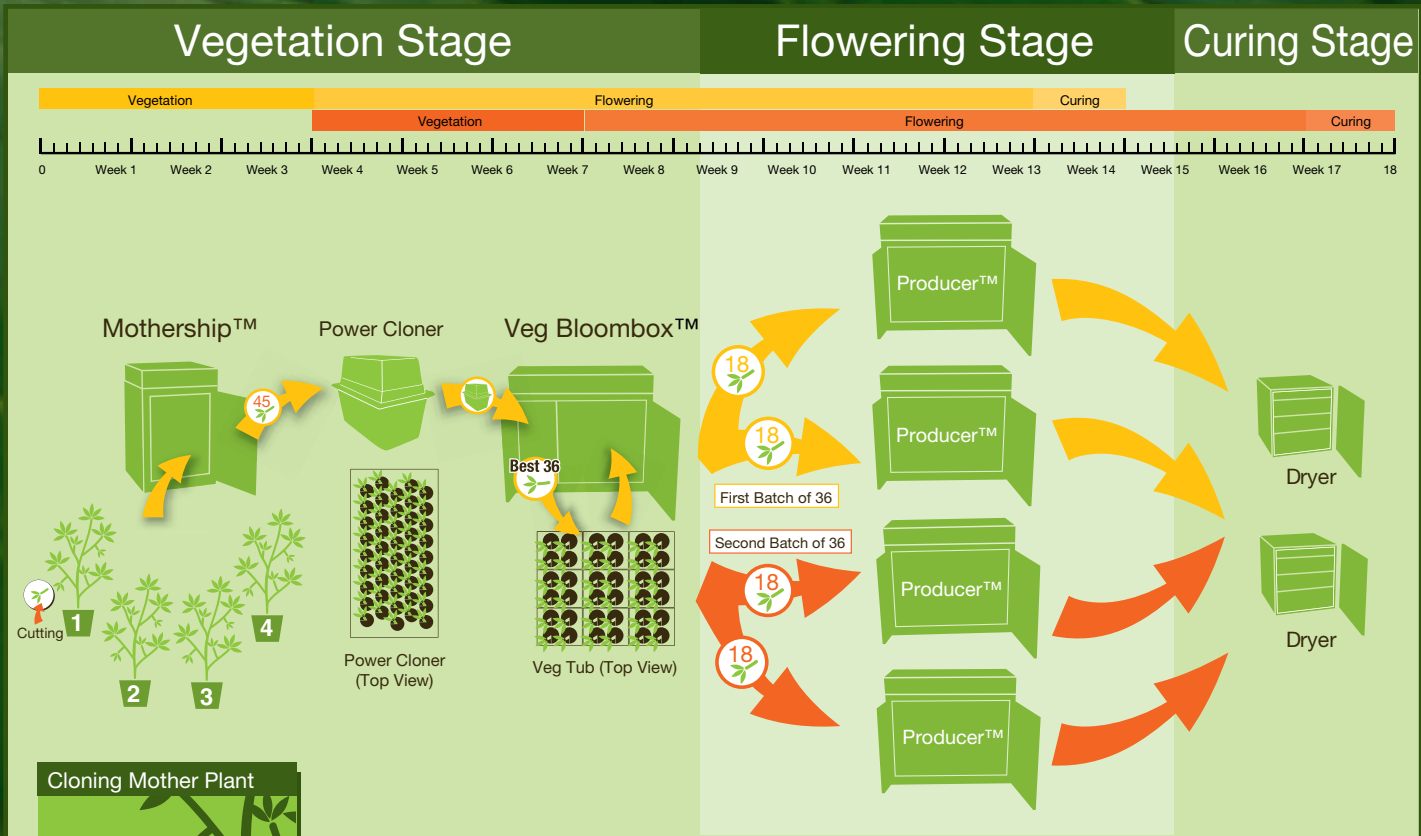 Vegetation Stage
Flowering Stage
Curing Stage
Vegetation
Flowering
Curing
Vegetation
Flowering
Curing
0
Week 1
Week 2
Week 3
Week 4
Week 5
Week 6
Week 7
Week 8
Week 9
Week 10
Week 11
Week 12
Week 13
Week 14
Week 15
Week 16
Week 17
18
Mothership™
Power Cloner
Veg Bloombox™
45
Best 36
Cutting
1
2
3
4
Power Cloner
(Top View)
Veg Tub (Top View)
18
18
First Batch of 36
Second Batch of 36
18
18
Producer™
Producer™
Producer™
Producer™
Dryer
Dryer
Cloning Mother Plant